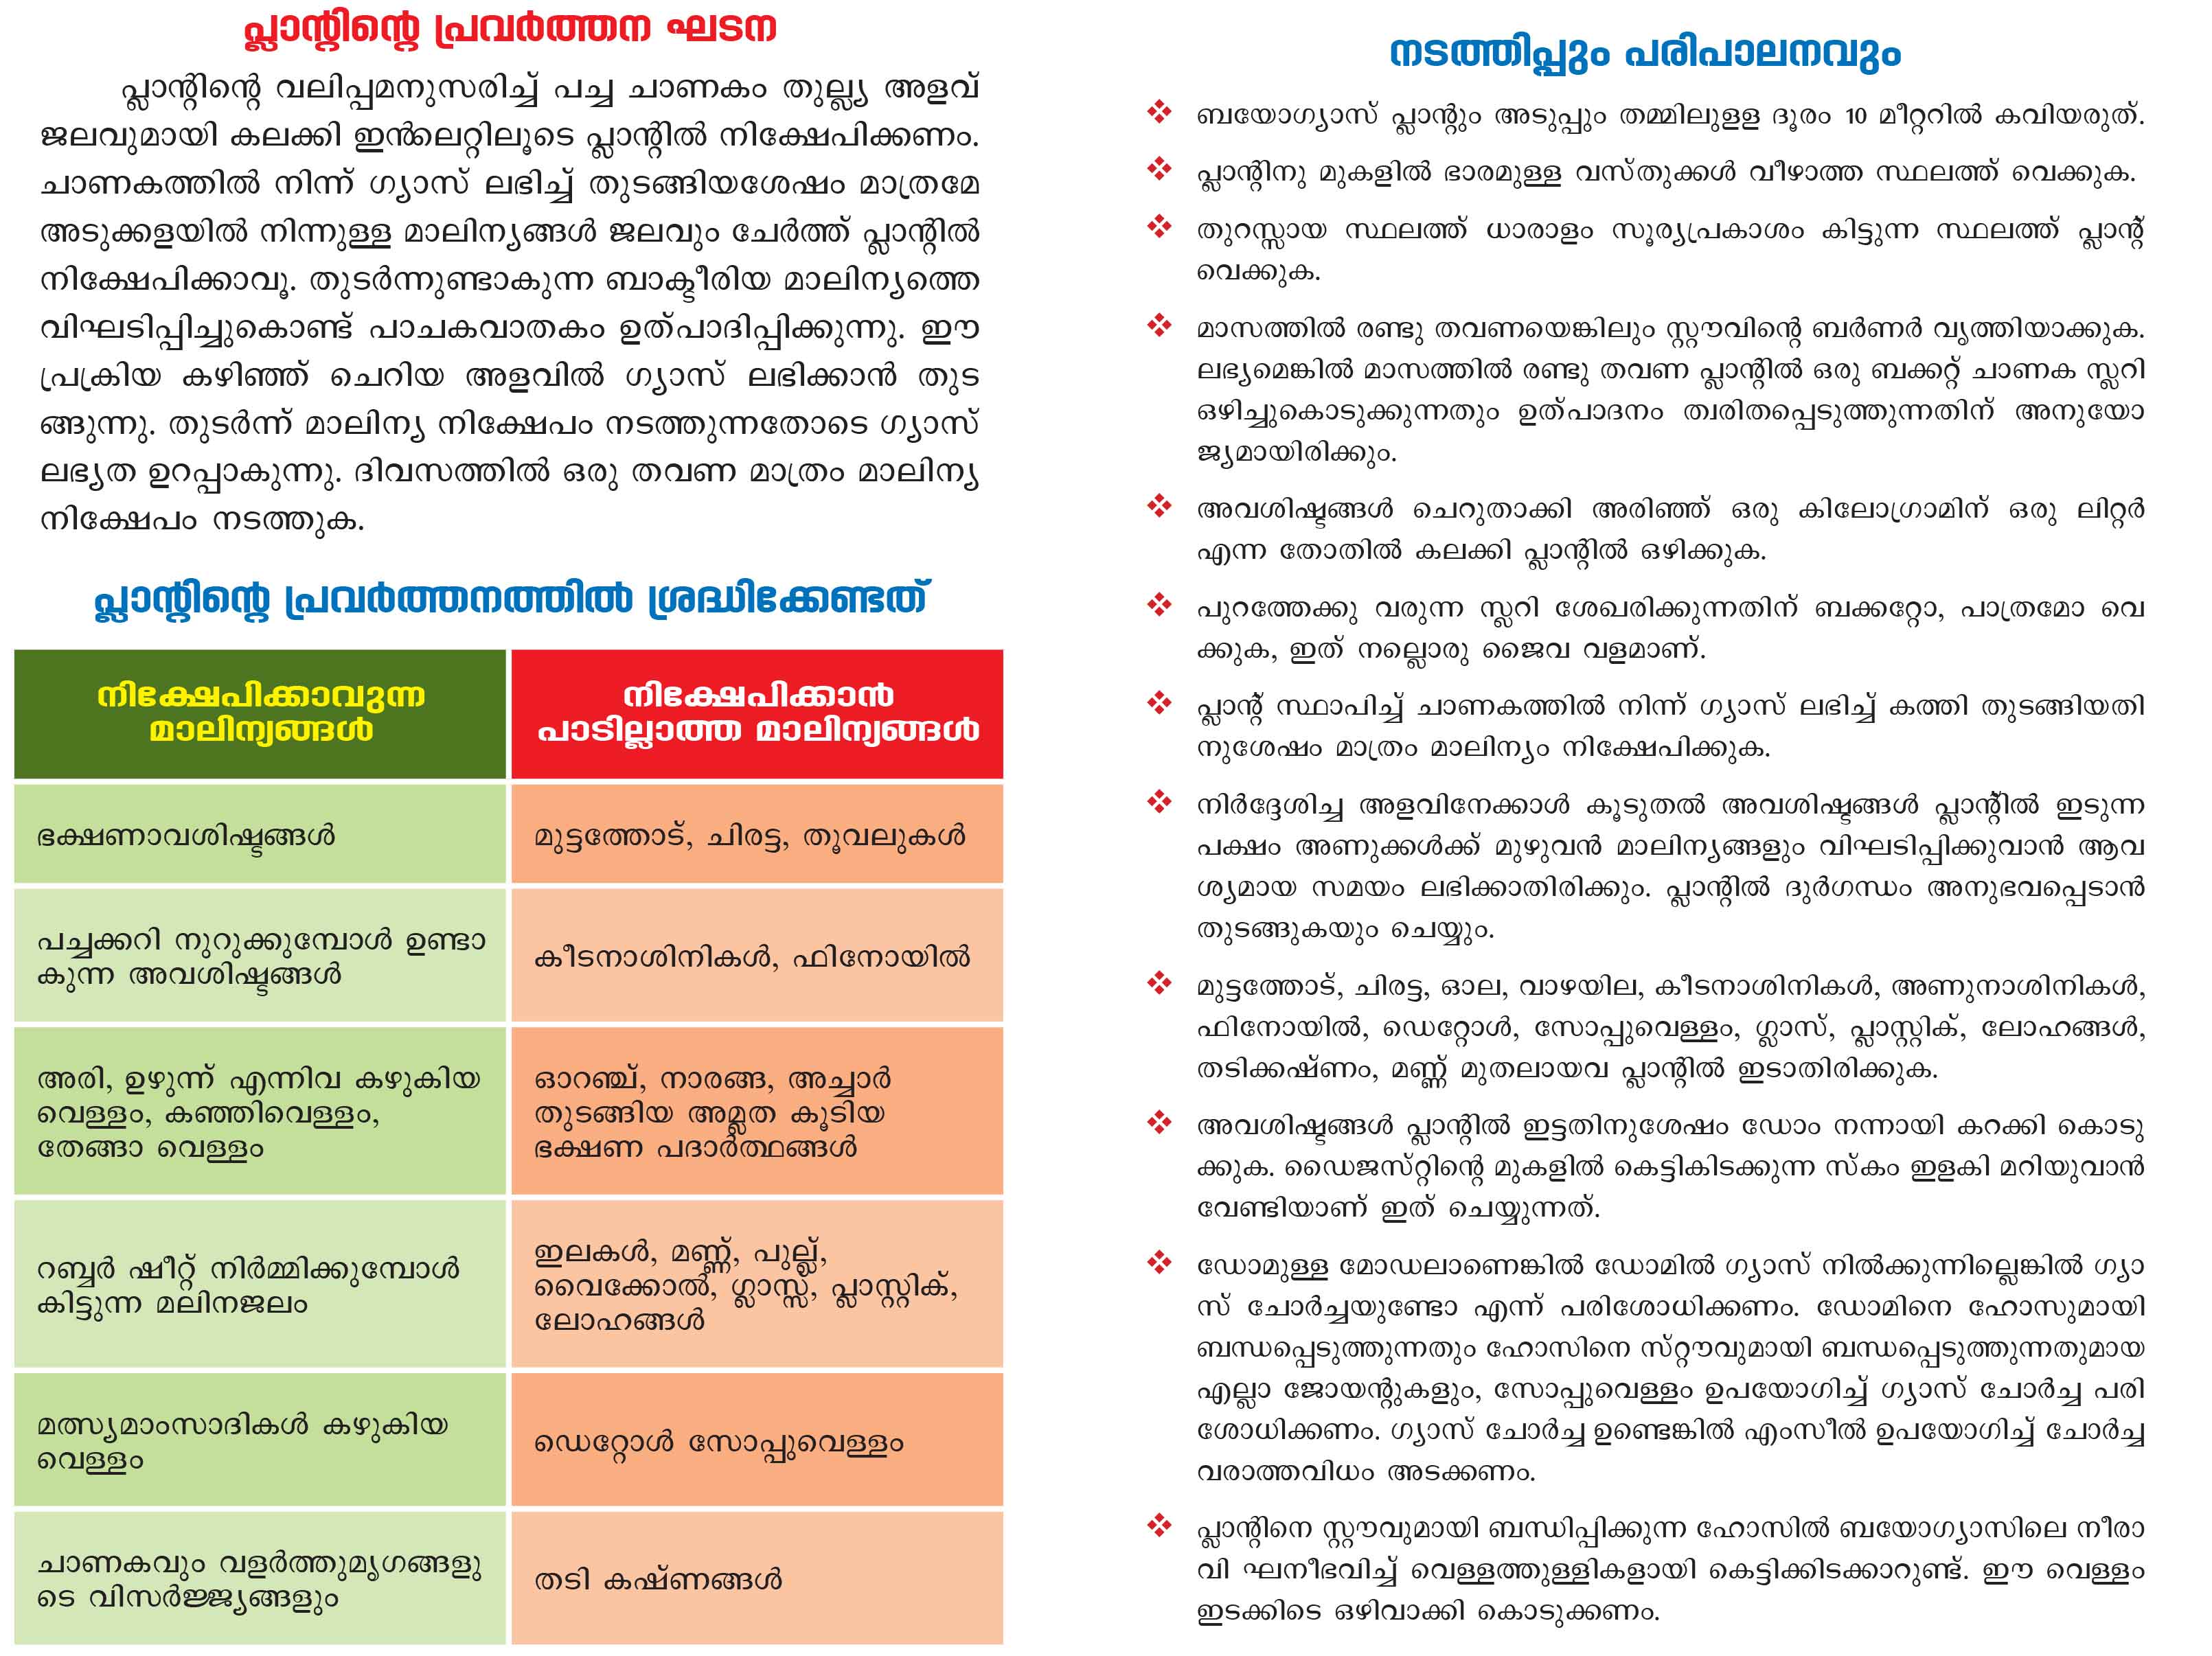 പ്ലാന്റിന്റെ പ്രവർത്തന ഘടന
പ്ലാന്റിന്റെ വലിപ്പമനുസരിച്ച് പച്ച ചാണകം തുല്ല്യ അളവ്
ജലവുമായി കലക്കി ഇൻലെറ്റിലൂടെ പ്ലാന്റിൽ നിക്ഷേപിക്കണം.
ചാണകത്തിൽ നിന്ന് ഗ്യാസ് ലഭിച്ച് തുടങ്ങിയശേഷം മാത്രമേ
അടുക്കളയിൽ നിന്നുള്ള മാലിന്യങ്ങൾ ജലവും ചേർത്ത് പ്ലാന്റിൽ
നിക്ഷേപിക്കാവൂ. തുടർന്നുണ്ടാകുന്ന ബാക്ടീരിയ മാലിന്യത്തെ
വിഘടിപ്പിച്ചുകൊണ്ട് പാചകവാതകം ഉത്പാദിപ്പിക്കുന്നു. ഈ
പ്രക്രിയ കഴിഞ്ഞ് ചെറിയ അളവിൽ ഗ്യാസ് ലഭിക്കാൻ തുട
ങ്ങുന്നു. തുടർന്ന് മാലിന്യ നിക്ഷേപം നടത്തുന്നതോടെ ഗ്യാസ്
ലഭ്യത ഉറപ്പാകുന്നു. ദിവസത്തിൽ ഒരു തവണ മാത്രം മാലിന്യ
നിക്ഷേപം നടത്തുക.
പ്ലാന്റിന്റെ പ്രവർത്തനത്തിൽ ശ്രദ്ധിക്കേണ്ടത്
നിക്ഷേപിക്കാവുന്ന
മാലിന്യങ്ങൾ
നിക്ഷേപിക്കാൻ
പാടില്ലാത്ത മാലിന്യങ്ങൾ
ഭക്ഷണാവശിഷ്ടങ്ങൾ
മുട്ടത്തോട്, ചിരട്ട, തൂവലുകൾ
പച്ചക്കറി നുറുക്കുമ്പോൾ ഉണ്ടാ
കുന്ന അവശിഷ്ടങ്ങൾ
കീടനാശിനികൾ, ഫിനോയിൽ
അരി, ഉഴുന്ന് എന്നിവ കഴുകിയ
വെള്ളം, കഞ്ഞിവെള്ളം,
തേങ്ങാ വെള്ളം
ഓറഞ്ച്, നാരങ്ങ, അച്ചാർ
തുടങ്ങിയ അമ്ലത കൂടിയ
ഭക്ഷണ പദാർത്ഥങ്ങൾ
റബ്ബർ ഷീറ്റ് നിർമ്മിക്കുമ്പോൾ
കിട്ടുന്ന മലിനജലം
ഇലകൾ, മണ്ണ്, പുല്ല്,
വൈക്കോൽ, ഗ്ലാസ്സ്, പ്ലാസ്റ്റിക്,
ലോഹങ്ങൾ
മത്സ്യമാംസാദികൾ കഴുകിയ
വെള്ളം
ഡെറ്റോൾ സോപ്പുവെള്ളം
ചാണകവും വളർത്തുമൃഗങ്ങളു
ടെ വിസർജ്ജ്യങ്ങളും
തടി കഷ്ണങ്ങൾ
നടത്തിപ്പും പരിപാലനവും
ബയോഗ്യാസ് പ്ലാന്റും അടുപ്പും തമ്മിലുളള ദൂരം 10 മീറ്ററിൽ കവിയരുത്.
പ്ലാന്റിനു മുകളിൽ ഭാരമുള്ള വസ്തുക്കൾ വീഴാത്ത സ്ഥലത്ത് വെക്കുക.
തുറസ്സായ സ്ഥലത്ത് ധാരാളം സൂര്യപ്രകാശം കിട്ടുന്ന സ്ഥലത്ത് പ്ലാന്റ്
വെക്കുക.
മാസത്തിൽ രണ്ടു തവണയെങ്കിലും സ്റ്റൗവിന്റെ ബർണർ വൃത്തിയാക്കുക.
ലഭ്യമെങ്കിൽ മാസത്തിൽ രണ്ടു തവണ പ്ലാന്റിൽ ഒരു ബക്കറ്റ് ചാണക സ്ലറി
ഒഴിച്ചുകൊടുക്കുന്നതും ഉത്പാദനം ത്വരിതപ്പെടുത്തുന്നതിന് അനുയോ
ജ്യമായിരിക്കും.
അവശിഷ്ടങ്ങൾ ചെറുതാക്കി അരിഞ്ഞ് ഒരു കിലോഗ്രാമിന് ഒരു ലിറ്റർ
എന്ന തോതിൽ കലക്കി പ്ലാന്റിൽ ഒഴിക്കുക.
പുറത്തേക്കു വരുന്ന സ്ലറി ശേഖരിക്കുന്നതിന് ബക്കറ്റോ, പാത്രമോ വെ
ക്കുക, ഇത് നല്ലൊരു ജൈവ വളമാണ്.
പ്ലാന്റ് സ്ഥാപിച്ച് ചാണകത്തിൽ നിന്ന് ഗ്യാസ് ലഭിച്ച് കത്തി തുടങ്ങിയതി
നുശേഷം മാത്രം മാലിന്യം നിക്ഷേപിക്കുക.
നിർദ്ദേശിച്ച അളവിനേക്കാൾ കൂടുതൽ അവശിഷ്ടങ്ങൾ പ്ലാന്റിൽ ഇടുന്ന
പക്ഷം അണുക്കൾക്ക് മുഴുവൻ മാലിന്യങ്ങളും വിഘടിപ്പിക്കുവാൻ ആവ
ശ്യമായ സമയം ലഭിക്കാതിരിക്കും. പ്ലാന്റിൽ ദുർഗന്ധം അനുഭവപ്പെടാൻ
തുടങ്ങുകയും ചെയ്യും.
മുട്ടത്തോട്, ചിരട്ട, ഓല, വാഴയില, കീടനാശിനികൾ, അണുനാശിനികൾ,
ഫിനോയിൽ, ഡെറ്റോൾ, സോപ്പുവെള്ളം, ഗ്ലാസ്, പ്ലാസ്റ്റിക്, ലോഹങ്ങൾ,
തടിക്കഷ്ണം, മണ്ണ് മുതലായവ പ്ലാന്റിൽ ഇടാതിരിക്കുക.
അവശിഷ്ടങ്ങൾ പ്ലാന്റിൽ ഇട്ടതിനുശേഷം ഡോം നന്നായി കറക്കി കൊടു
ക്കുക. ഡൈജസ്റ്റിന്റെ മുകളിൽ കെട്ടികിടക്കുന്ന സ്കം ഇളകി മറിയുവാൻ
വേണ്ടിയാണ് ഇത് ചെയ്യുന്നത്.
ഡോമുള്ള മോഡലാണെങ്കിൽ ഡോമിൽ ഗ്യാസ് നിൽക്കുന്നില്ലെങ്കിൽ ഗ്യാ
സ് ചോർച്ചയുണ്ടോ എന്ന് പരിശോധിക്കണം. ഡോമിനെ ഹോസുമായി
ബന്ധപ്പെടുത്തുന്നതും ഹോസിനെ സ്റ്റൗവുമായി ബന്ധപ്പെടുത്തുന്നതുമായ
എല്ലാ ജോയന്റുകളും, സോപ്പുവെള്ളം ഉപയോഗിച്ച് ഗ്യാസ് ചോർച്ച പരി
ശോധിക്കണം. ഗ്യാസ് ചോർച്ച ഉണ്ടെങ്കിൽ എംസീൽ ഉപയോഗിച്ച് ചോർച്ച
വരാത്തവിധം അടക്കണം.
പ്ലാന്റിനെ സ്റ്റൗവുമായി ബന്ധിപ്പിക്കുന്ന ഹോസിൽ ബയോഗ്യാസിലെ നീരാ
വി ഘനീഭവിച്ച് വെള്ളത്തുള്ളികളായി കെട്ടിക്കിടക്കാറുണ്ട്. ഈ വെള്ളം
ഇടക്കിടെ ഒഴിവാക്കി കൊടുക്കണം.